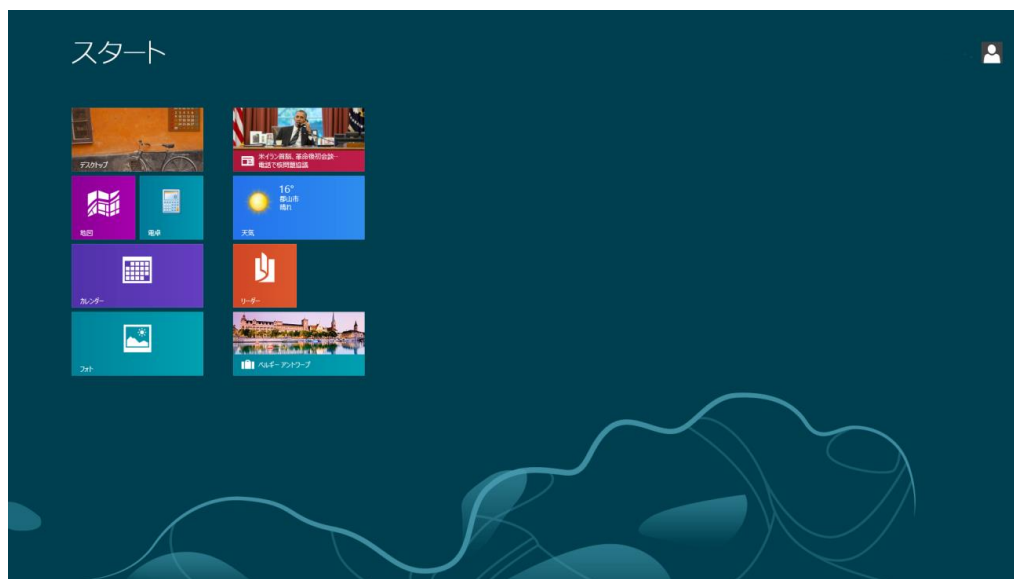 スタート
デスクトップ
米イラン首脳、革命後初会談…
電話で核問題協議
地図
電卓
16°
郡山市
晴れ
天気
カレンダー
リーダー
フォト
ベルギー アントワープ